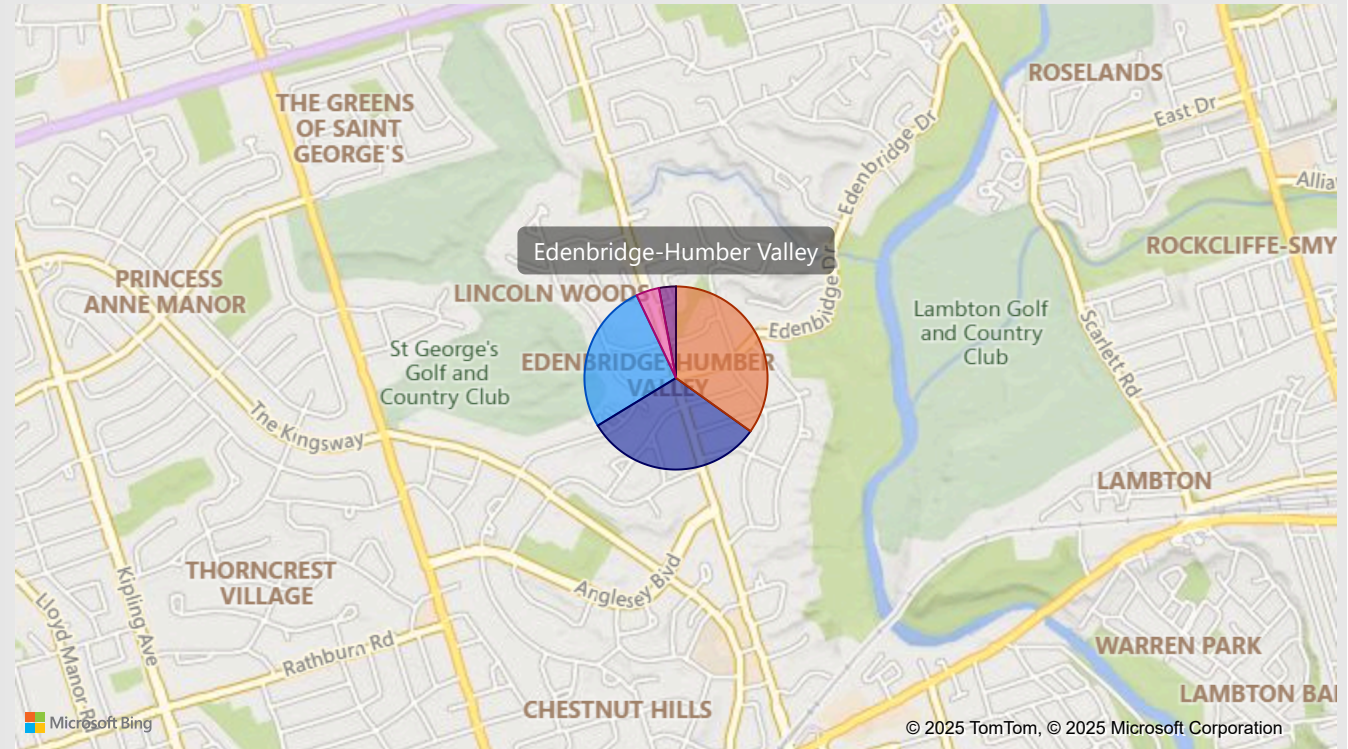 ROSELANDS
THE GREENS
OF SAINT
GEORGE'S
East Dr
Edenbridge Dr
Edenbridge-Humber Valley
ROCKCLIFFE-SMY
PRINCESS
ANNE MANOR
LINCOLN WOODS
Edenbridge Dr
Lambton Golf
and Country
Club
Scarlett Rd
St George's
Golf and
Country Club
EDENBRIDGE-HUMBER
VALLEY
The Kingsway
LAMBTON
THORNCREST
VILLAGE
Kipling Ave
Anglesey Blvd
Lloyd Manor Rd
Rathburn Rd
WARREN PARK
LAMBTON BA
CHESTNUT HILLS
Microsoft Bing
© 2025 TomTom, © 2025 Microsoft Corporation